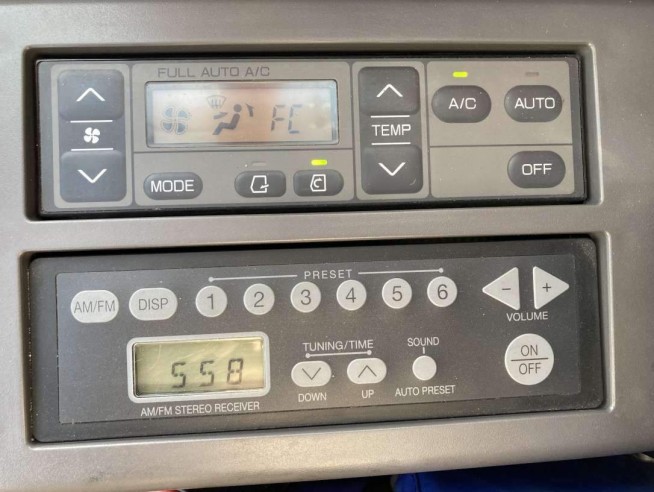 FULL AUTO A/C
FC
TEMP
A/C
AUTO
MODE
OFF
PRESET
AM/FM
DISP
1
2
3
4
5
6
−
+
VOLUME
558
TUNING/TIME
SOUND
ON
OFF
DOWN
UP
AUTO PRESET
AM/FM STEREO RECEIVER